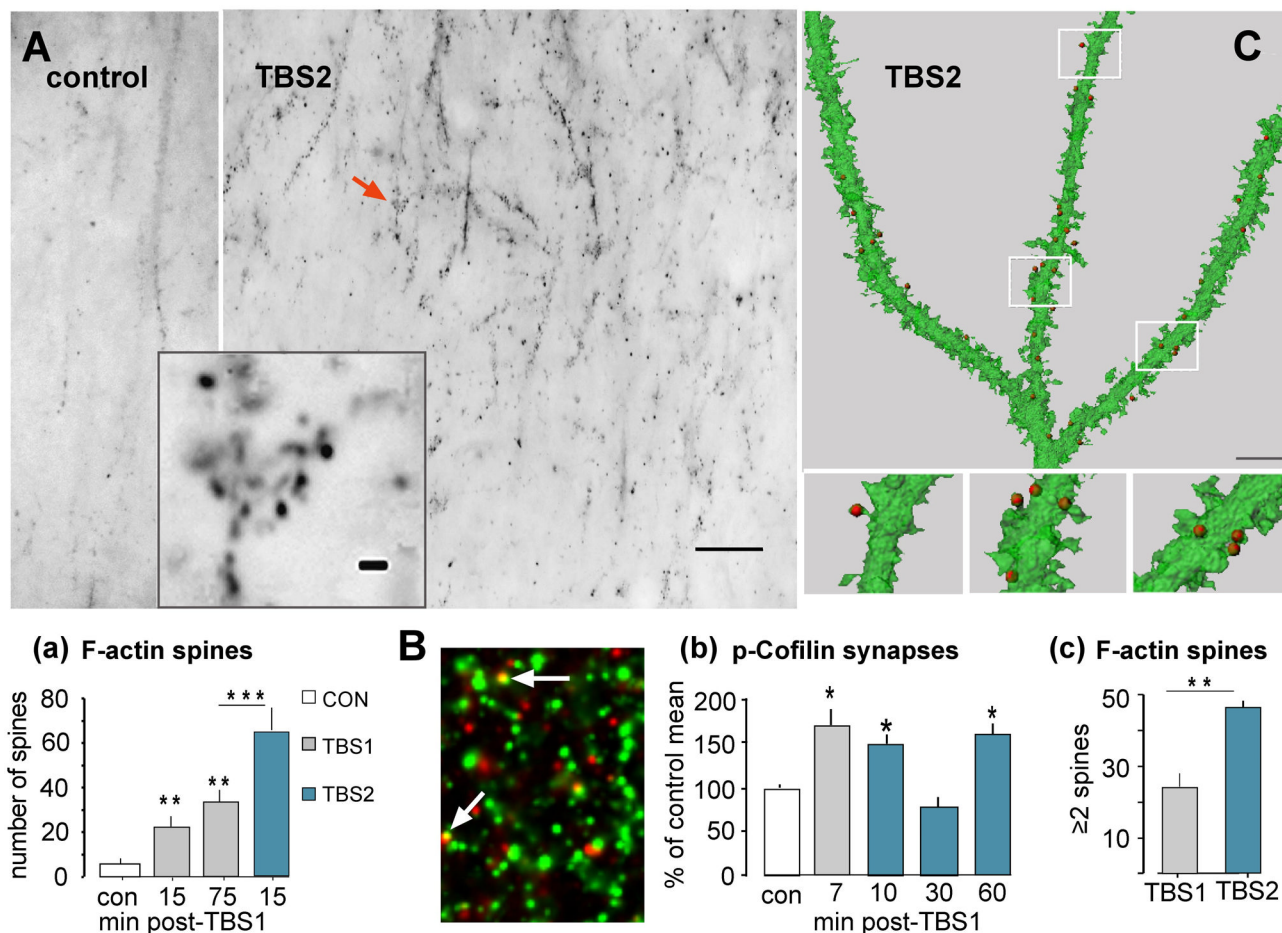 A
control
TBS2
C
TBS2
(a) F-actin spines
number of spines
80
60
40
20
0
**
**
***
con 15 75 15
min post-TBS1
CON
TBS1
TBS2
B
(b) p-Cofilin synapses
% of control mean
200
150
100
50
0
*
*
*
con 7 10 30 60
min post-TBS1
(c) F-actin spines
≥2 spines
50
30
10
**
TBS1 TBS2